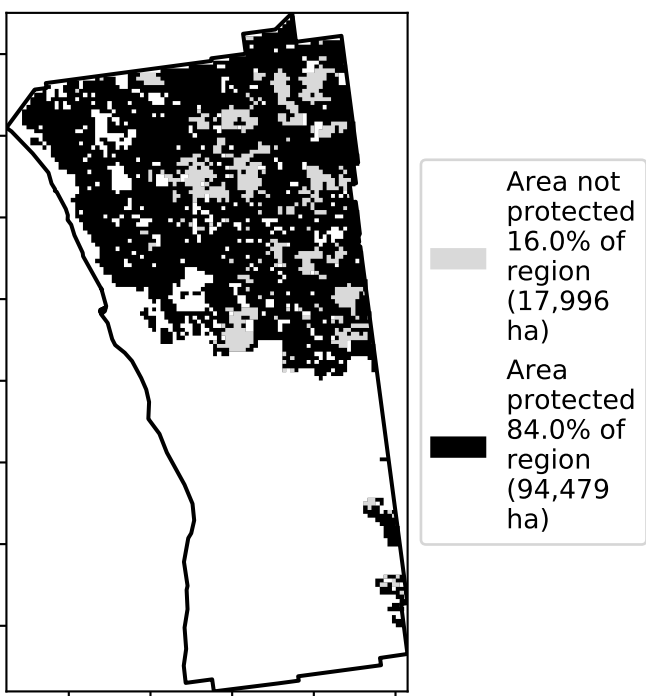 Area not
protected
16.0% of
region
(17,996
ha)
Area
protected
84.0% of
region
(94,479
ha)